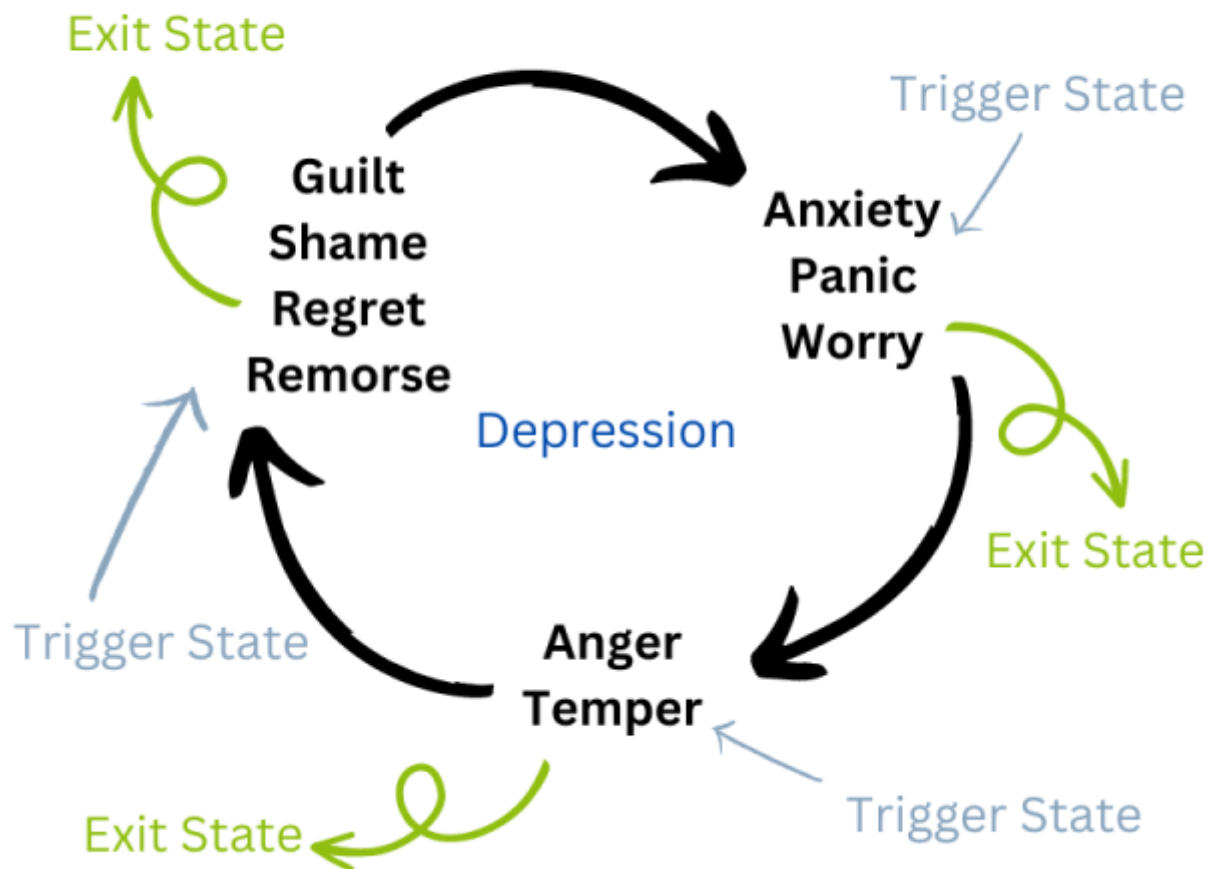 Exit State
Trigger State
Guilt
Shame
Regret
Remorse
Anxiety
Panic
Worry
Depression
Exit State
Trigger State
Anger
Temper
Exit State
Trigger State